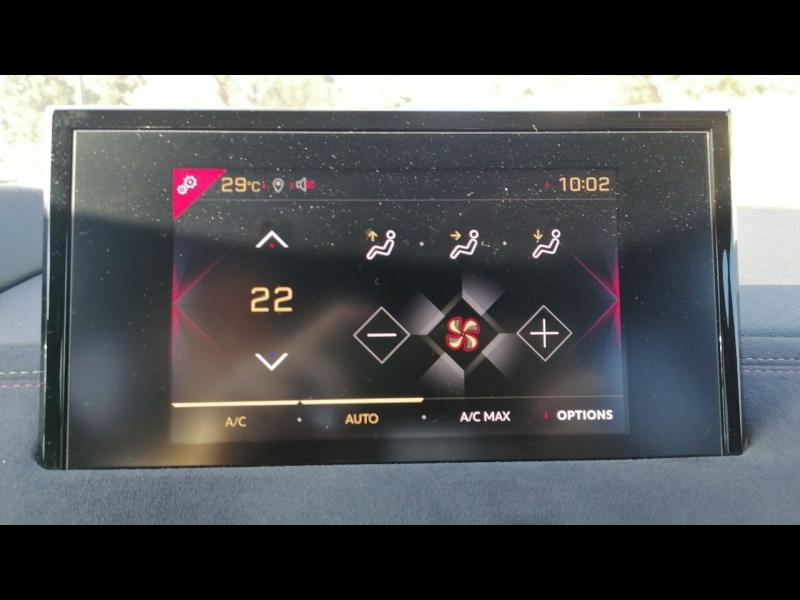 29°C 10:02
22
A/C AUTO A/C MAX OPTIONS